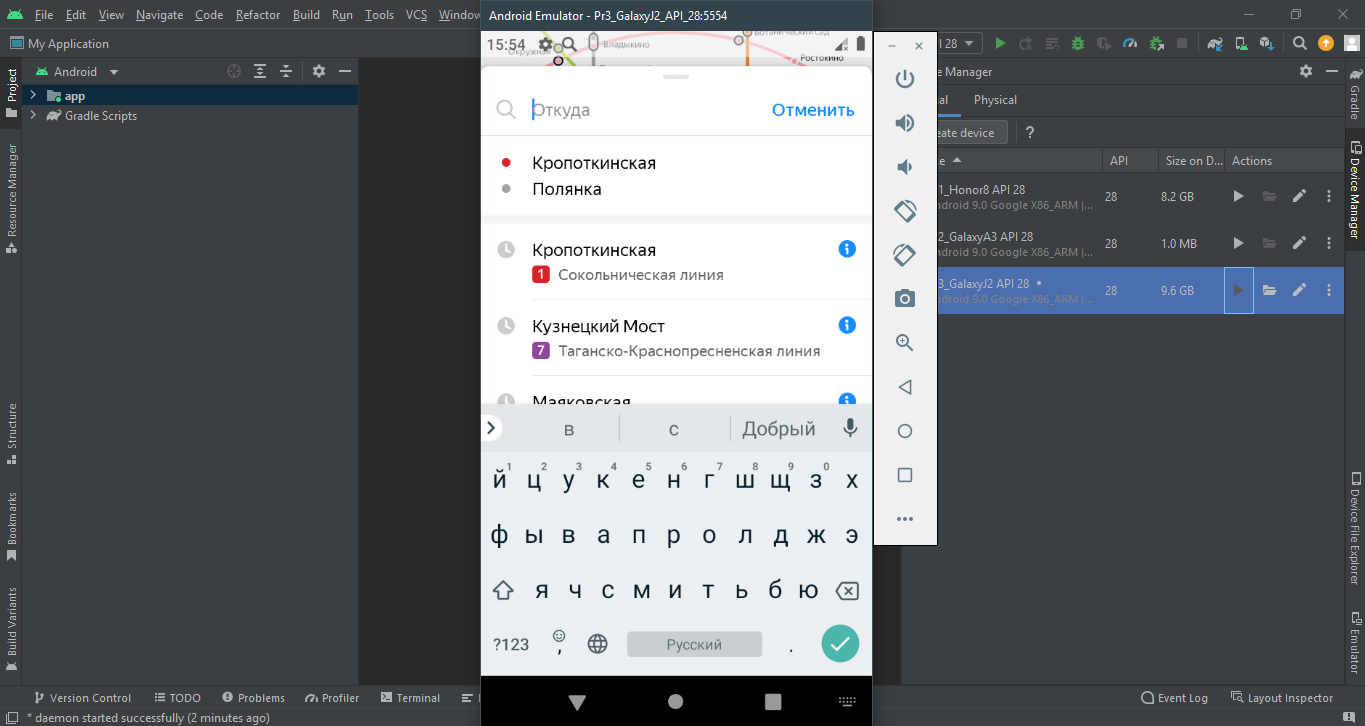 File Edit View Navigate Code Refactor Build Run Tools VCS Window
Android Emulator - Pr3_GalaxyJ2_API_28:5554
My Application
28
Android
app
Gradle Scripts
Project
Resource Manager
Structure
Bookmarks
Build Variants
15:54
Окружная
Владыкино
Ботанический сад
Ростокино
Откуда
Отменить
Кропоткинская
Полянка
Кропоткинская
1 Сокольническая линия
Кузнецкий Мост
7 Таганско-Краснопресненская линия
Маяковская
в с Добрый
й 1 ц 2 у 3 к 4 е 5 н 6 г 7 ш 8 щ 9 з 0 х
ф ы в а п р о л д ж э
я ч с м и т ь б ю
?123 , Русский .
Manager
Physical
device ?
API Size on D... Actions
1_Honor8 API 28
ndroid 9.0 Google X86_ARM |...
28 8.2 GB
2_GalaxyA3 API 28
ndroid 9.0 Google X86_ARM |...
28 1.0 MB
3_GalaxyJ2 API 28 •
ndroid 9.0 Google X86_ARM |...
28 9.6 GB
Gradle
Device Manager
Device File Explorer
Emulator
Version Control TODO Problems Profiler Terminal
Event Log Layout Inspector
* daemon started successfully (2 minutes ago)